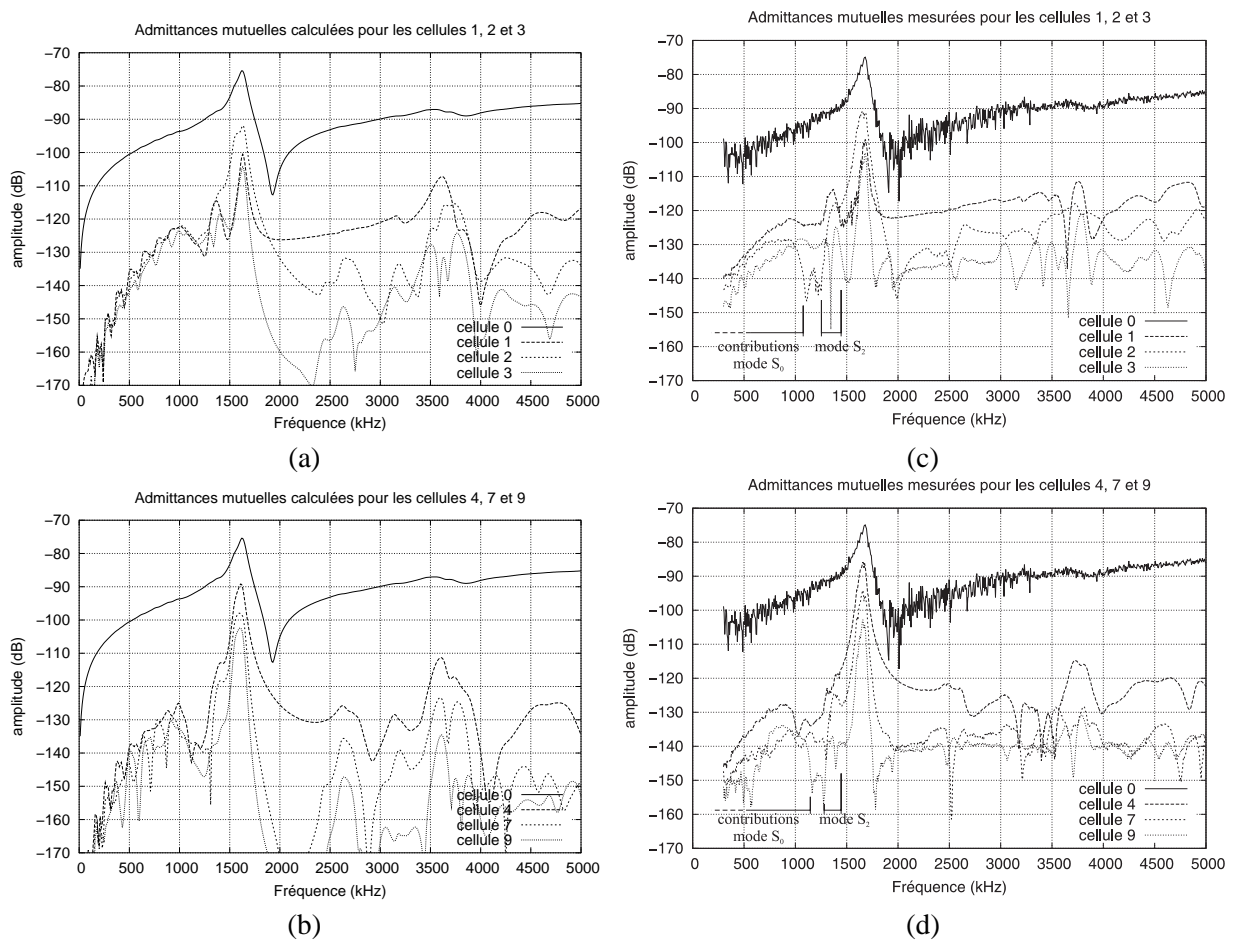 Admittances mutuelles calculées pour les cellules 1, 2 et 3
−70
−80
−90
−100
−110
−120
−130
−140
−150
−160
−170
amplitude (dB)
cellule 0
cellule 1
cellule 2
cellule 3
0 500 1000 1500 2000 2500 3000 3500 4000 4500 5000
Fréquence (kHz)
(a)
Admittances mutuelles mesurées pour les cellules 1, 2 et 3
−70
−80
−90
−100
−110
−120
−130
−140
−150
−160
−170
amplitude (dB)
contributions
mode S0
mode S2
cellule 0
cellule 1
cellule 2
cellule 3
0 500 1000 1500 2000 2500 3000 3500 4000 4500 5000
Fréquence (kHz)
(c)
Admittances mutuelles calculées pour les cellules 4, 7 et 9
−70
−80
−90
−100
−110
−120
−130
−140
−150
−160
−170
amplitude (dB)
cellule 0
cellule 4
cellule 7
cellule 9
0 500 1000 1500 2000 2500 3000 3500 4000 4500 5000
Fréquence (kHz)
(b)
Admittances mutuelles mesurées pour les cellules 4, 7 et 9
−70
−80
−90
−100
−110
−120
−130
−140
−150
−160
−170
amplitude (dB)
contributions
mode S0
mode S2
cellule 0
cellule 4
cellule 7
cellule 9
0 500 1000 1500 2000 2500 3000 3500 4000 4500 5000
Fréquence (kHz)
(d)